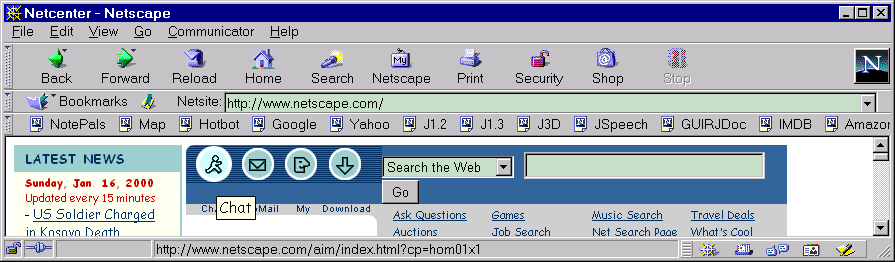 Netcenter - Netscape
File Edit View Go Communicator Help
Back Forward Reload Home Search Netscape Print Security Shop Stop
My
N
Bookmarks Netsite: http://www.netscape.com/
NotePals Map Hotbot Google Yahoo J1.2 J1.3 J3D JSpeech GUIRJDoc IMDB Amazon
LATEST NEWS
Sunday, Jan. 16, 2000
Updated every 15 minutes
- US Soldier Charged
in Kosovo Death
Search the Web
Go
Chat
My Download
Ask Questions Games Music Search Travel Deals
Auctions Job Search Net Search Page What's Cool
http://www.netscape.com/aim/index.html?cp=hom01x1